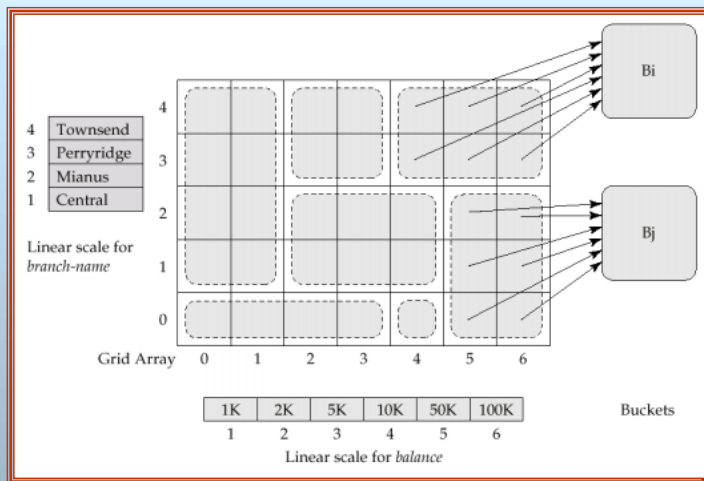 Bi
4
4 Townsend
3 Perryridge
3
2 Mianus
1 Central
2
Bj
Linear scale for
branch-name
1
0
Grid Array 0 1 2 3 4 5 6
1K 2K 5K 10K 50K 100K
Buckets
1 2 3 4 5 6
Linear scale for balance